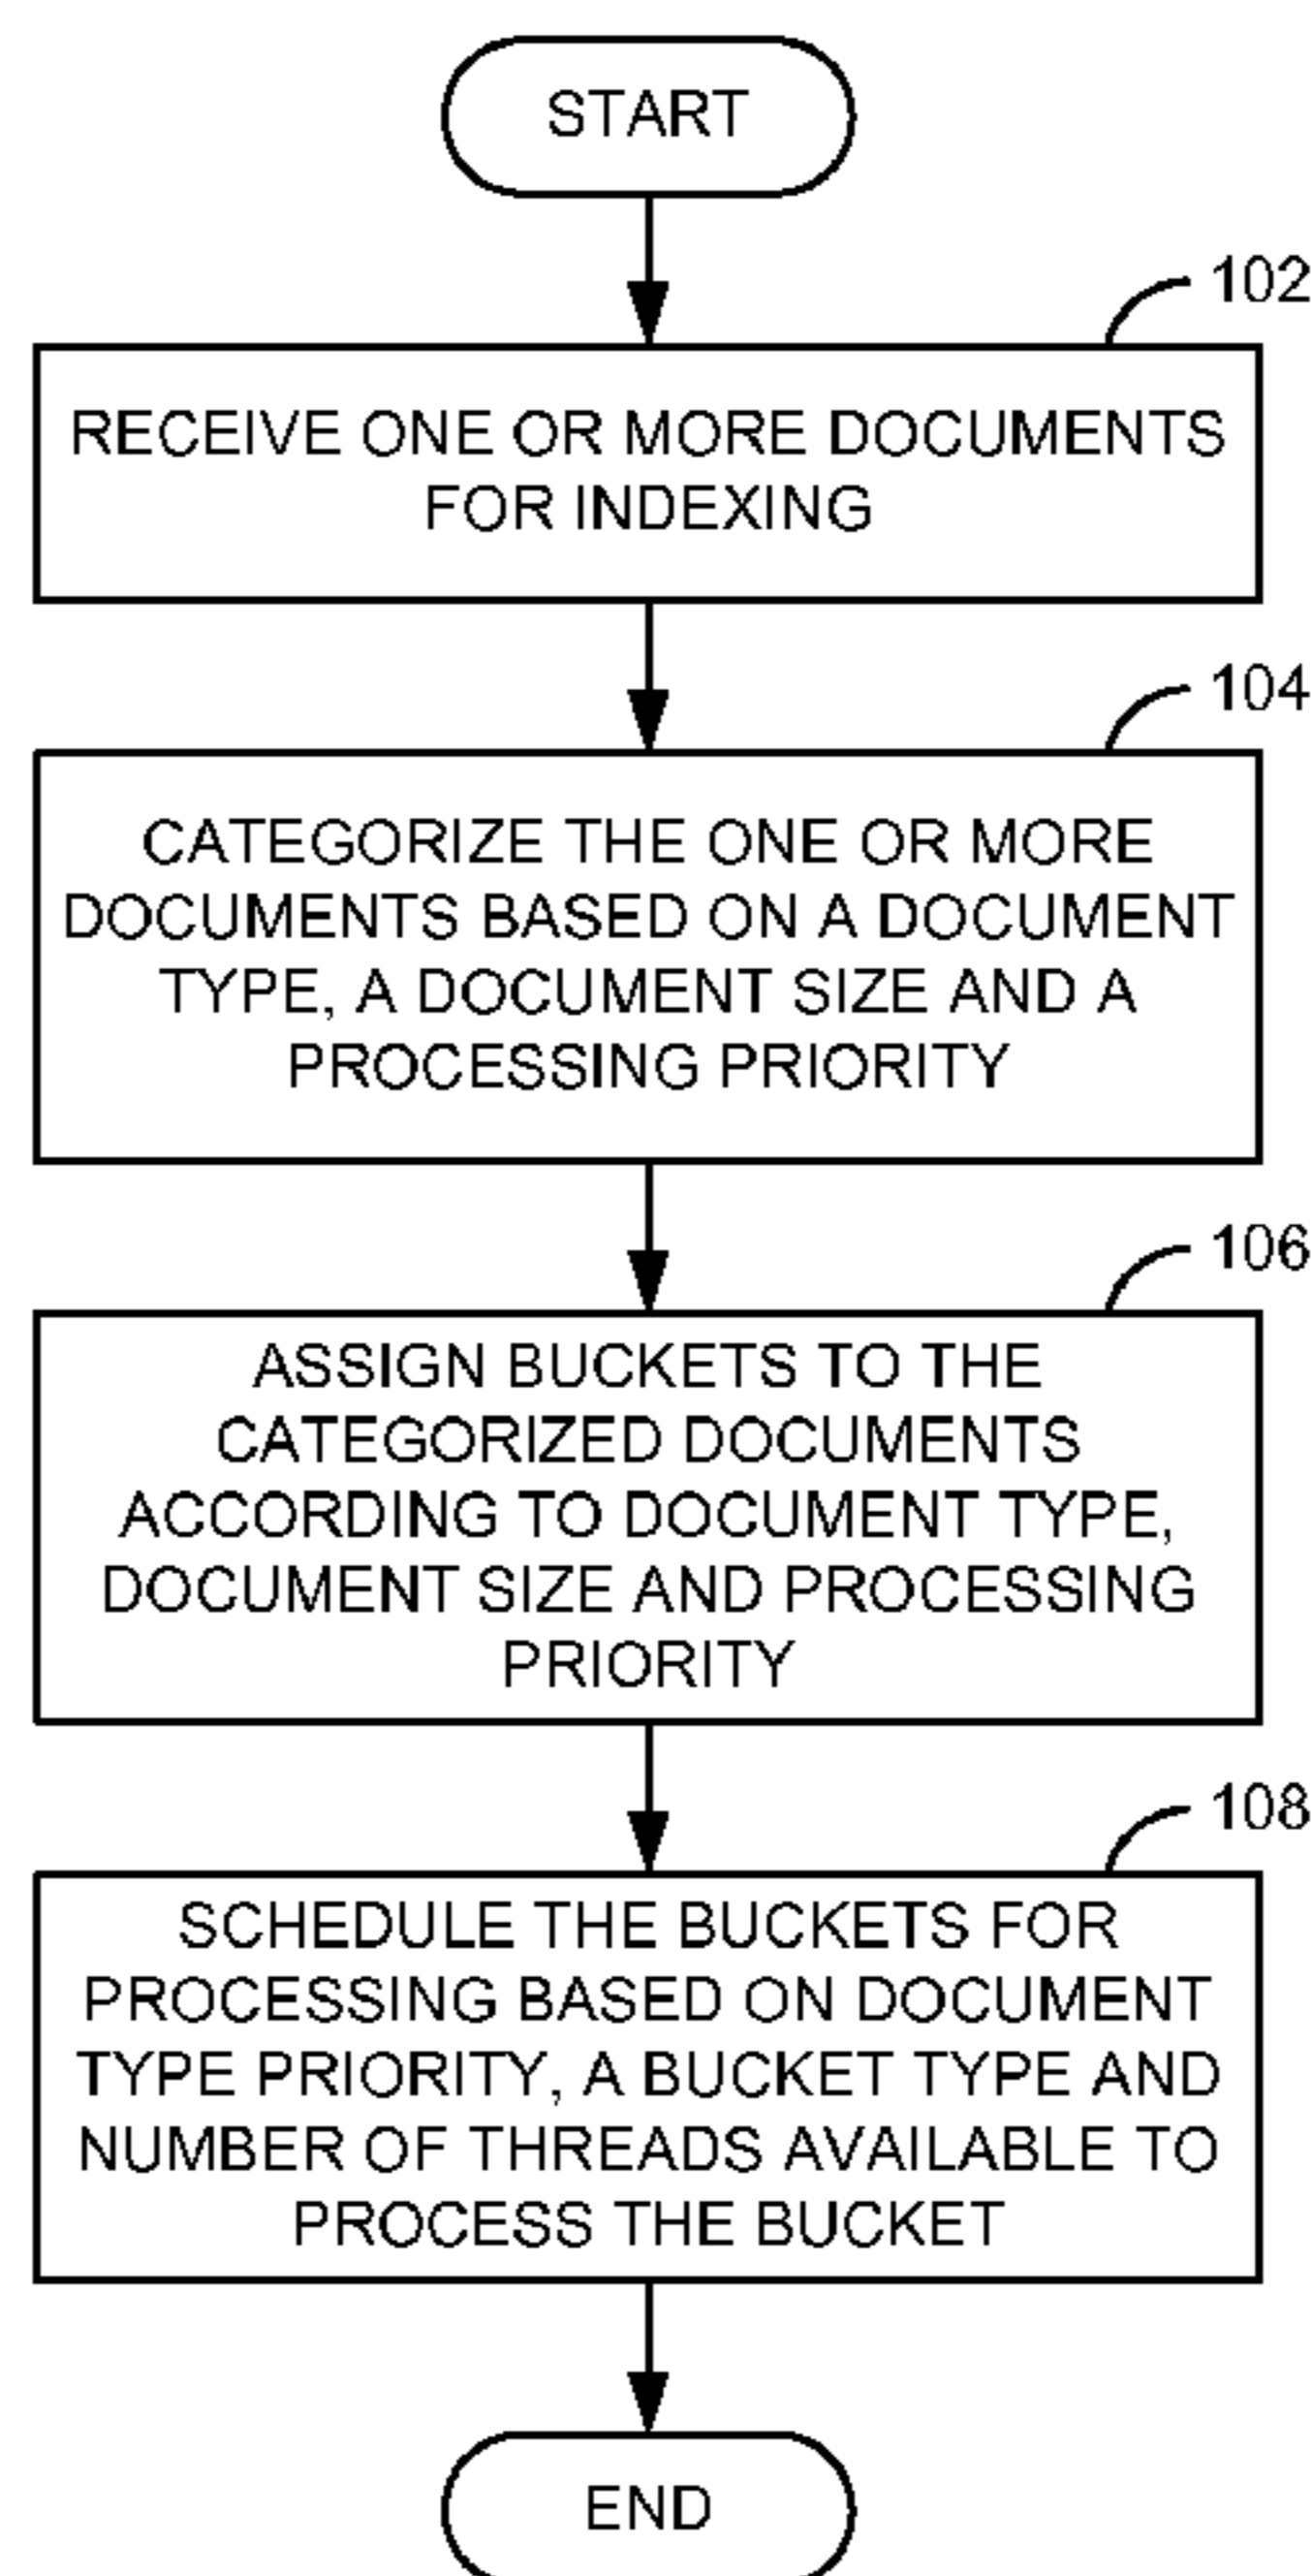 START
102
RECEIVE ONE OR MORE DOCUMENTS
FOR INDEXING
104
CATEGORIZE THE ONE OR MORE
DOCUMENTS BASED ON A DOCUMENT
TYPE, A DOCUMENT SIZE AND A
PROCESSING PRIORITY
106
ASSIGN BUCKETS TO THE
CATEGORIZED DOCUMENTS
ACCORDING TO DOCUMENT TYPE,
DOCUMENT SIZE AND PROCESSING
PRIORITY
108
SCHEDULE THE BUCKETS FOR
PROCESSING BASED ON DOCUMENT
TYPE PRIORITY, A BUCKET TYPE AND
NUMBER OF THREADS AVAILABLE TO
PROCESS THE BUCKET
END